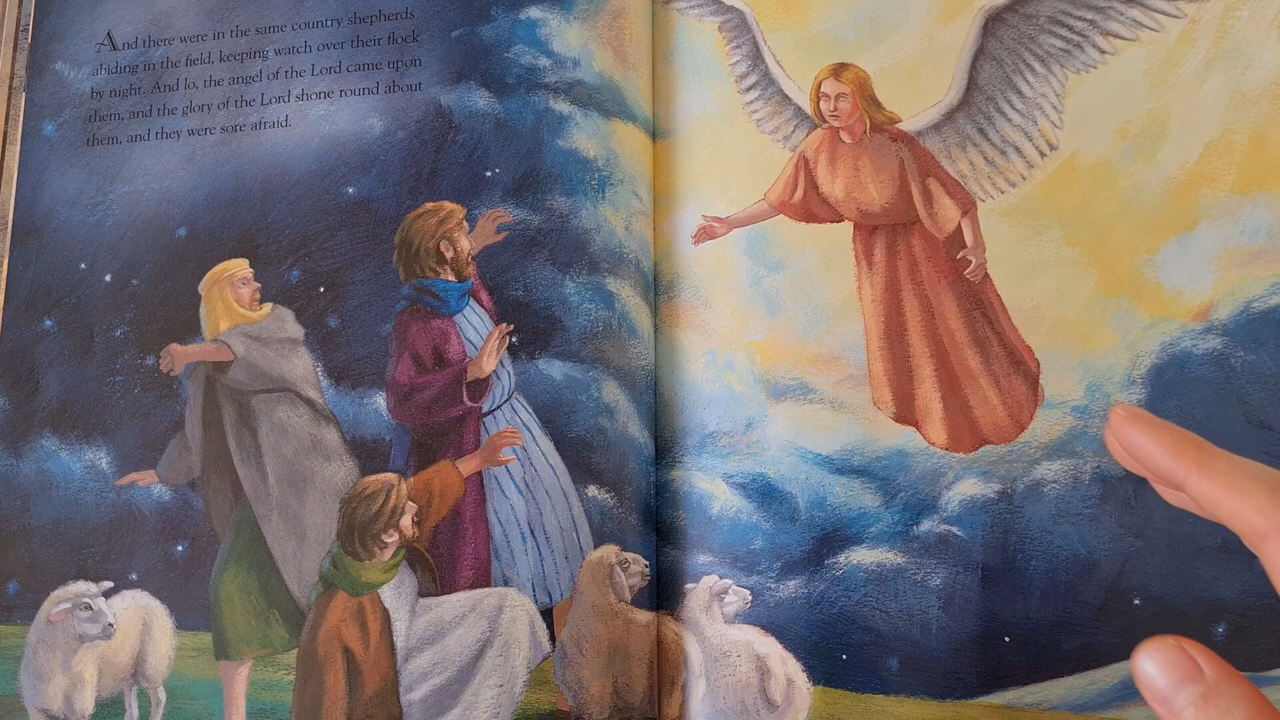 And there were in the same country shepherds
abiding in the field, keeping watch over their flock
by night. And lo, the angel of the Lord came upon
them, and the glory of the Lord shone round about
them, and they were sore afraid.